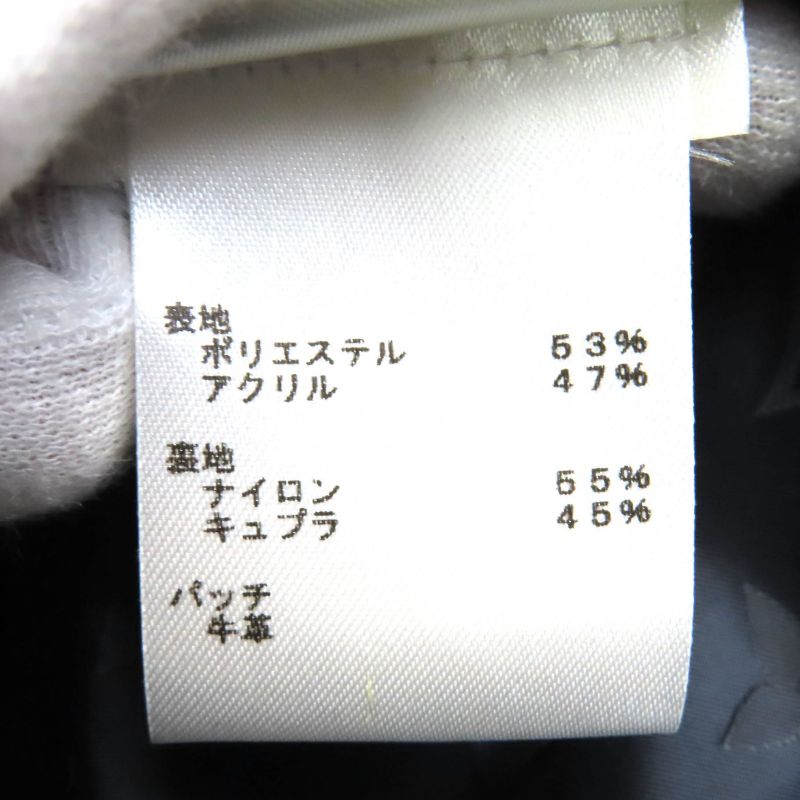 表地
ポリエステル 53%
アクリル 47%
裏地
ナイロン 55%
キュプラ 45%
パッチ
牛革